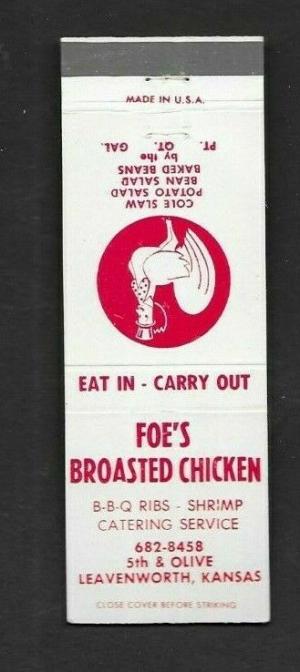 MADE IN U.S.A.
COLE SLAW
POTATO SALAD
BEAN SALAD
BAKED BEANS
by the
PT. QT. GAL.
EAT IN - CARRY OUT
FOE'S
BROASTED CHICKEN
B-B-Q RIBS - SHRIMP
CATERING SERVICE
682-8458
5th & OLIVE
LEAVENWORTH, KANSAS
CLOSE COVER BEFORE STRIKING